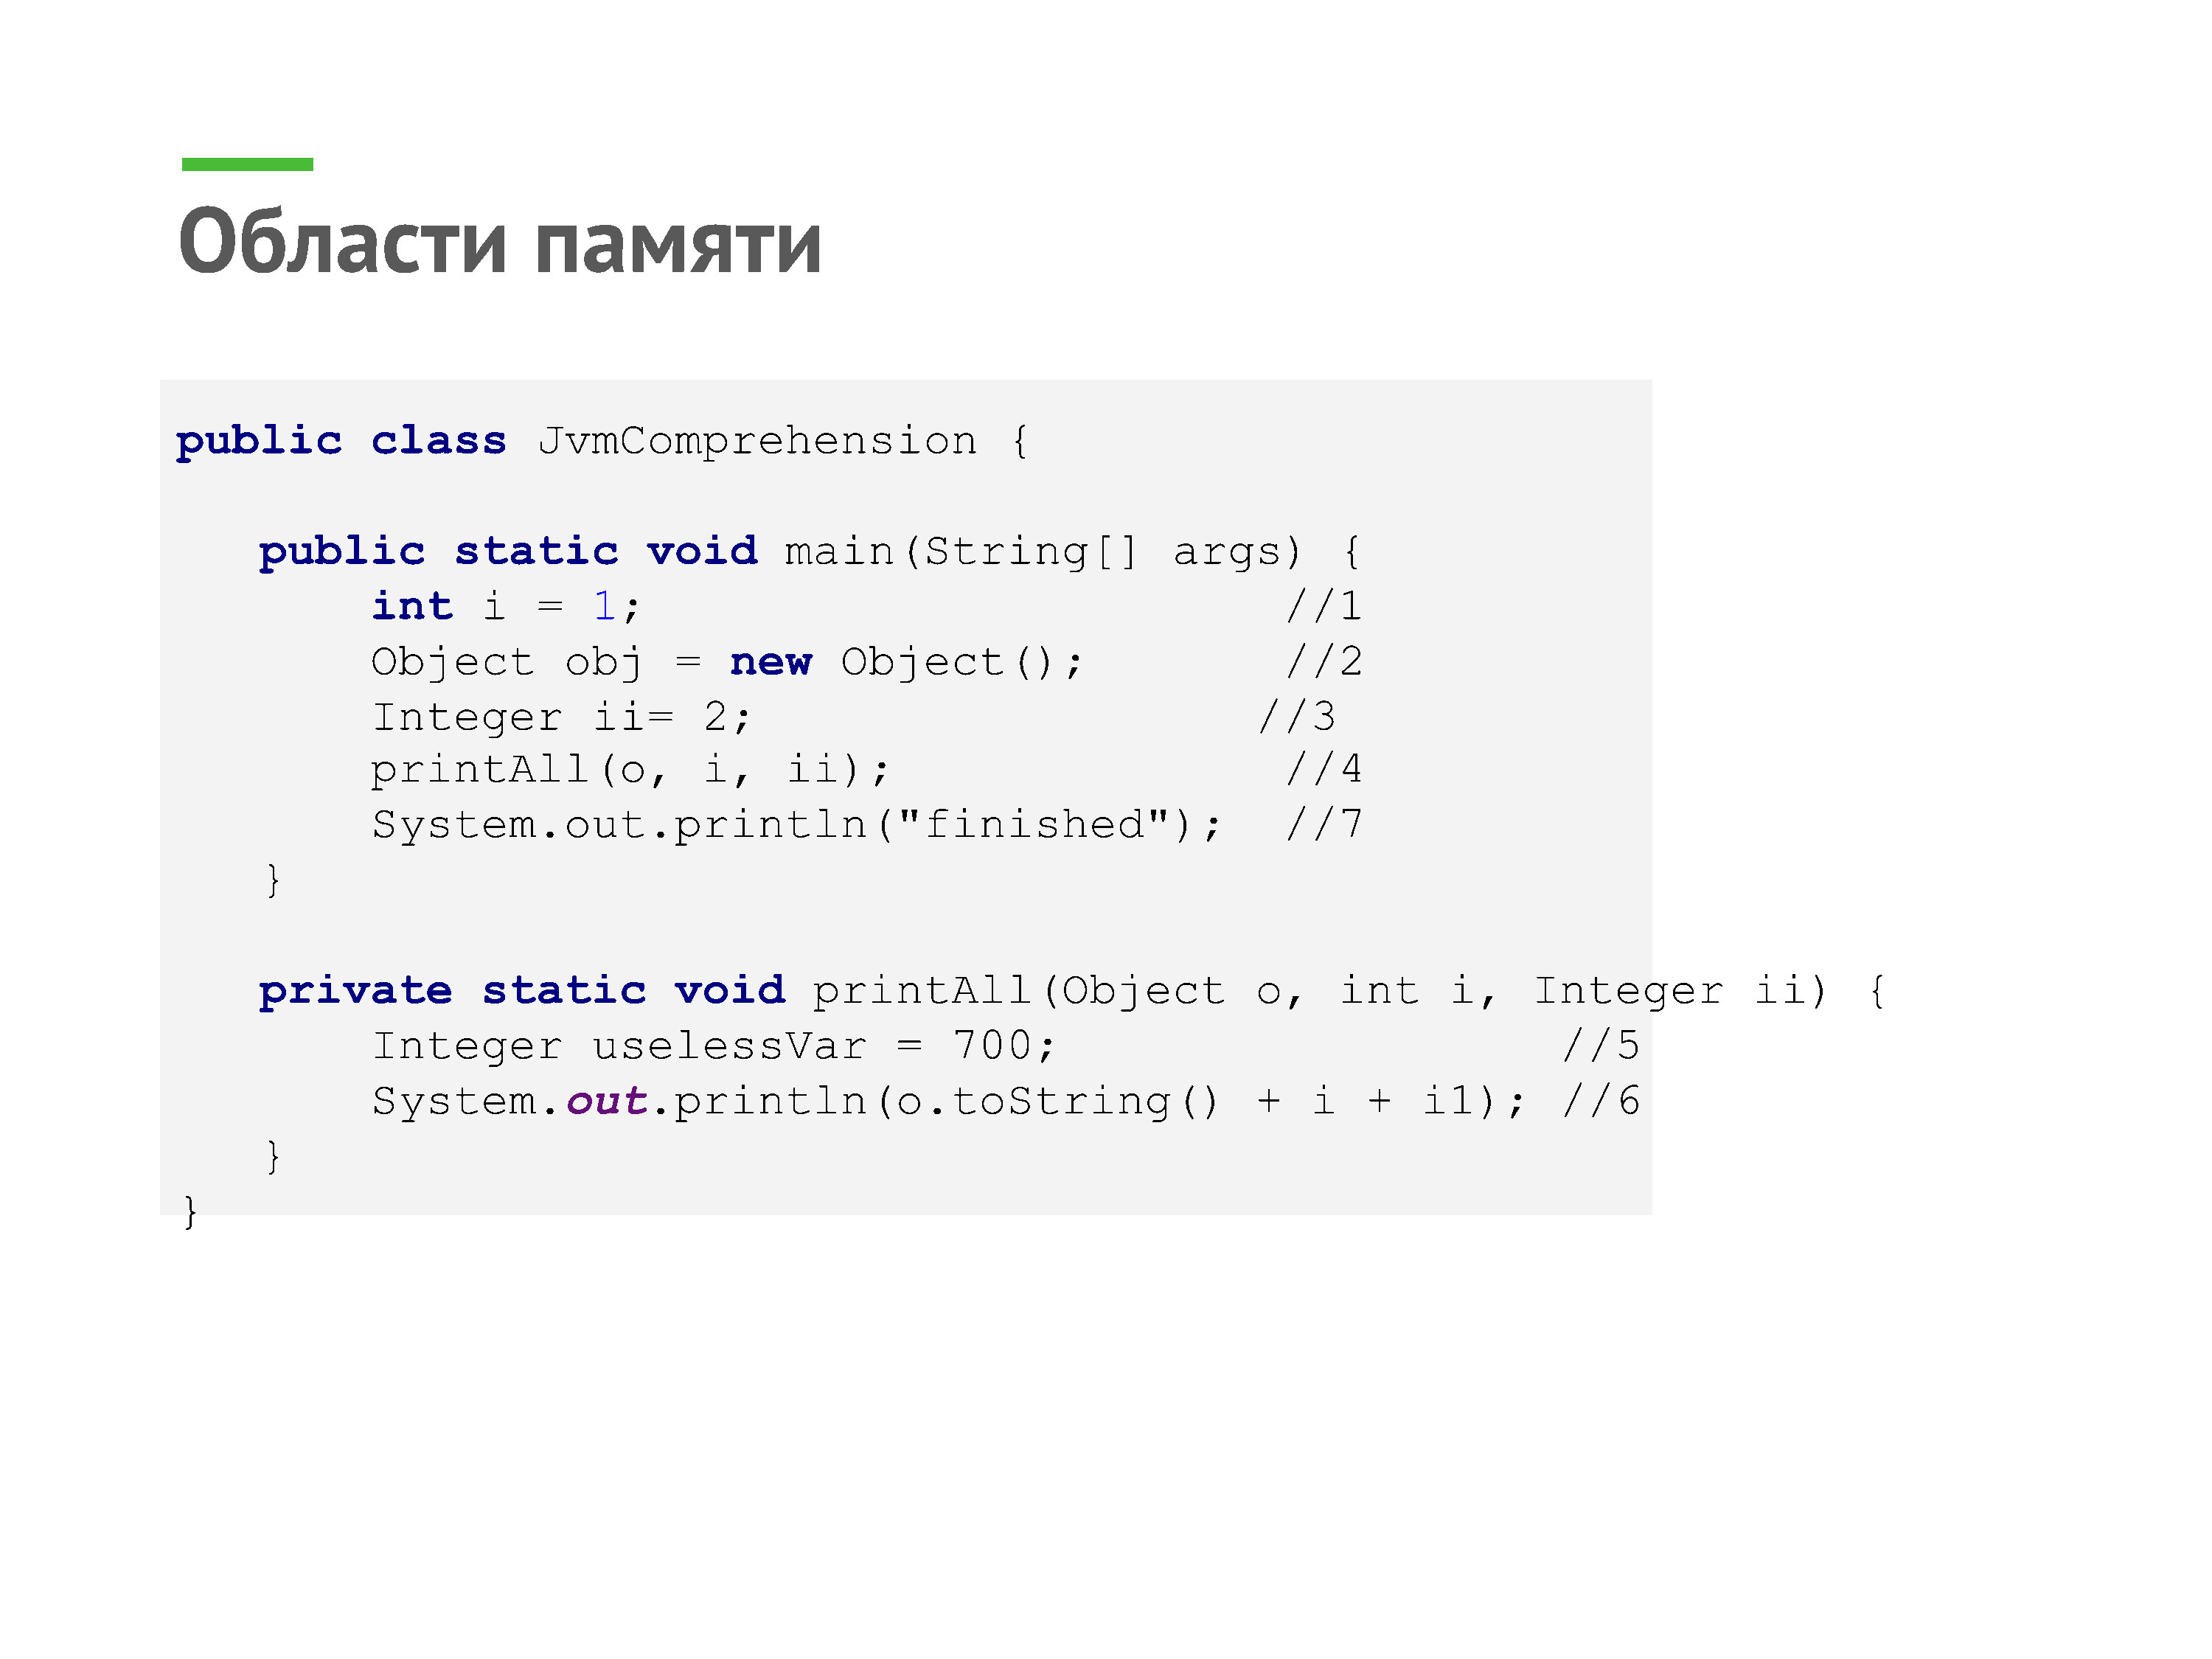 Области памяти
public class JvmComprehension {
public static void main(String[] args) {
int i = 1; //1
Object obj = new Object(); //2
Integer ii= 2; //3
printAll(o, i, ii); //4
System.out.println("finished"); //7
}
private static void printAll(Object o, int i, Integer ii) {
Integer uselessVar = 700; //5
System.out.println(o.toString() + i + i1); //6
}
}